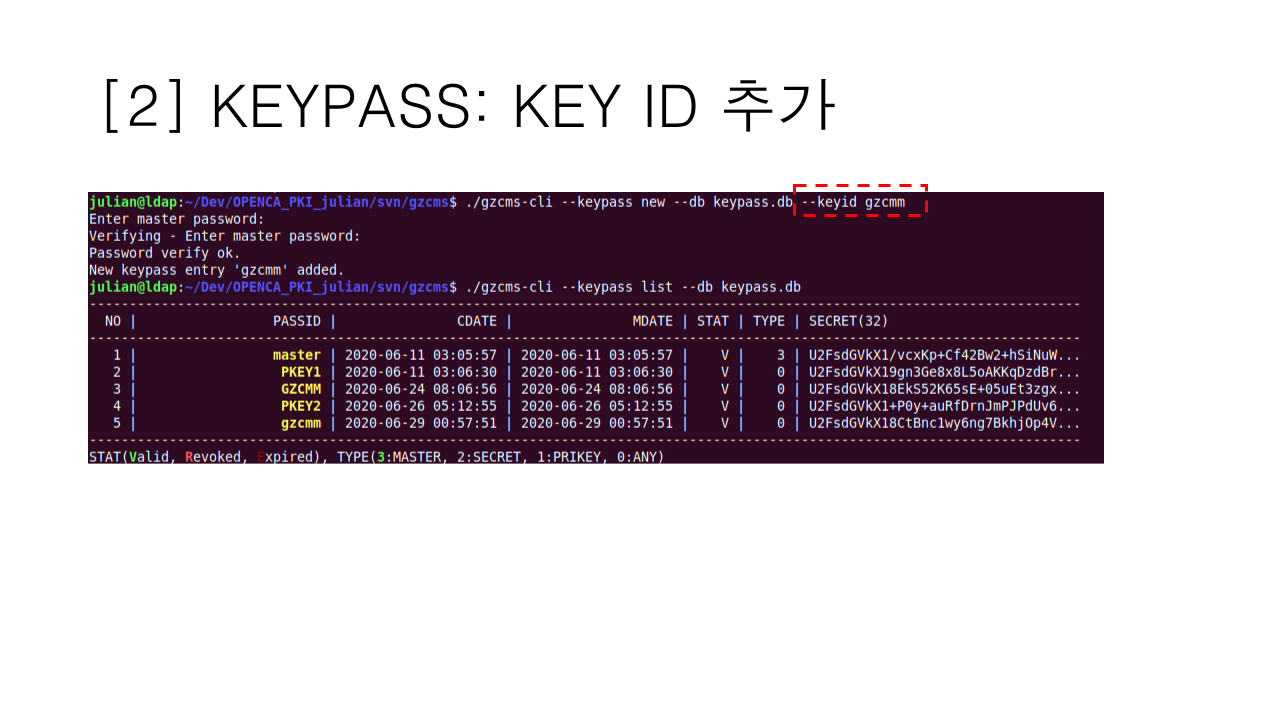 [2] KEYPASS: KEY ID 추가
julian@ldap:~/Dev/OPENCA_PKI_julian/svn/gzcms$ ./gzcms-cli --keypass new --db keypass.db --keyid gzcmm
Enter master password:
Verifying - Enter master password:
Password verify ok.
New keypass entry 'gzcmm' added.
julian@ldap:~/Dev/OPENCA_PKI_julian/svn/gzcms$ ./gzcms-cli --keypass list --db keypass.db
----------------------------------------------------------------------------------------------------------------------------
NO | PASSID | CDATE | MDATE | STAT | TYPE | SECRET(32)
----------------------------------------------------------------------------------------------------------------------------
1 | master | 2020-06-11 03:05:57 | 2020-06-11 03:05:57 | V | 3 | U2FsdGVkX1/vcxKp+Cf42Bw2+hSiNuW...
2 | PKEY1 | 2020-06-11 03:06:30 | 2020-06-11 03:06:30 | V | 0 | U2FsdGVkX19gn3Ge8x8L5oAKKqDzdBr...
3 | GZCMM | 2020-06-24 08:06:56 | 2020-06-24 08:06:56 | V | 0 | U2FsdGVkX18EkS52K65sE+05uEt3zgx...
4 | PKEY2 | 2020-06-26 05:12:55 | 2020-06-26 05:12:55 | V | 0 | U2FsdGVkX1+P0y+auRfDrnJmPJPdUv6...
5 | gzcmm | 2020-06-29 00:57:51 | 2020-06-29 00:57:51 | V | 0 | U2FsdGVkX18CtBnc1wy6ng7BkhjOp4V...
----------------------------------------------------------------------------------------------------------------------------
STAT(Valid, Revoked, Expired), TYPE(3:MASTER, 2:SECRET, 1:PRIKEY, 0:ANY)